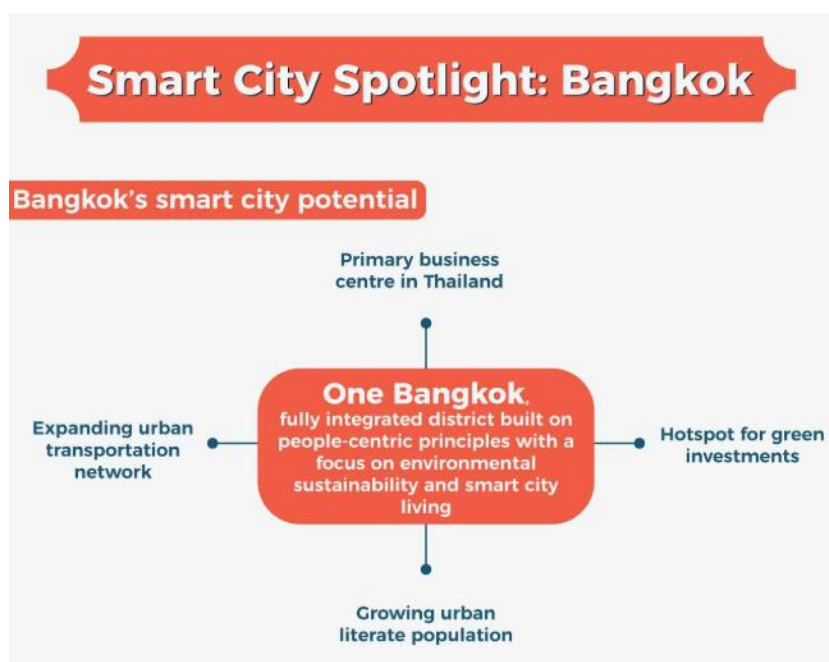 Smart City Spotlight: Bangkok
Bangkok's smart city potential
Primary business
centre in Thailand
One Bangkok,
fully integrated district built on
people-centric principles with a
focus on environmental
sustainability and smart city
living
Expanding urban
transportation
network
Hotspot for green
investments
Growing urban
literate population